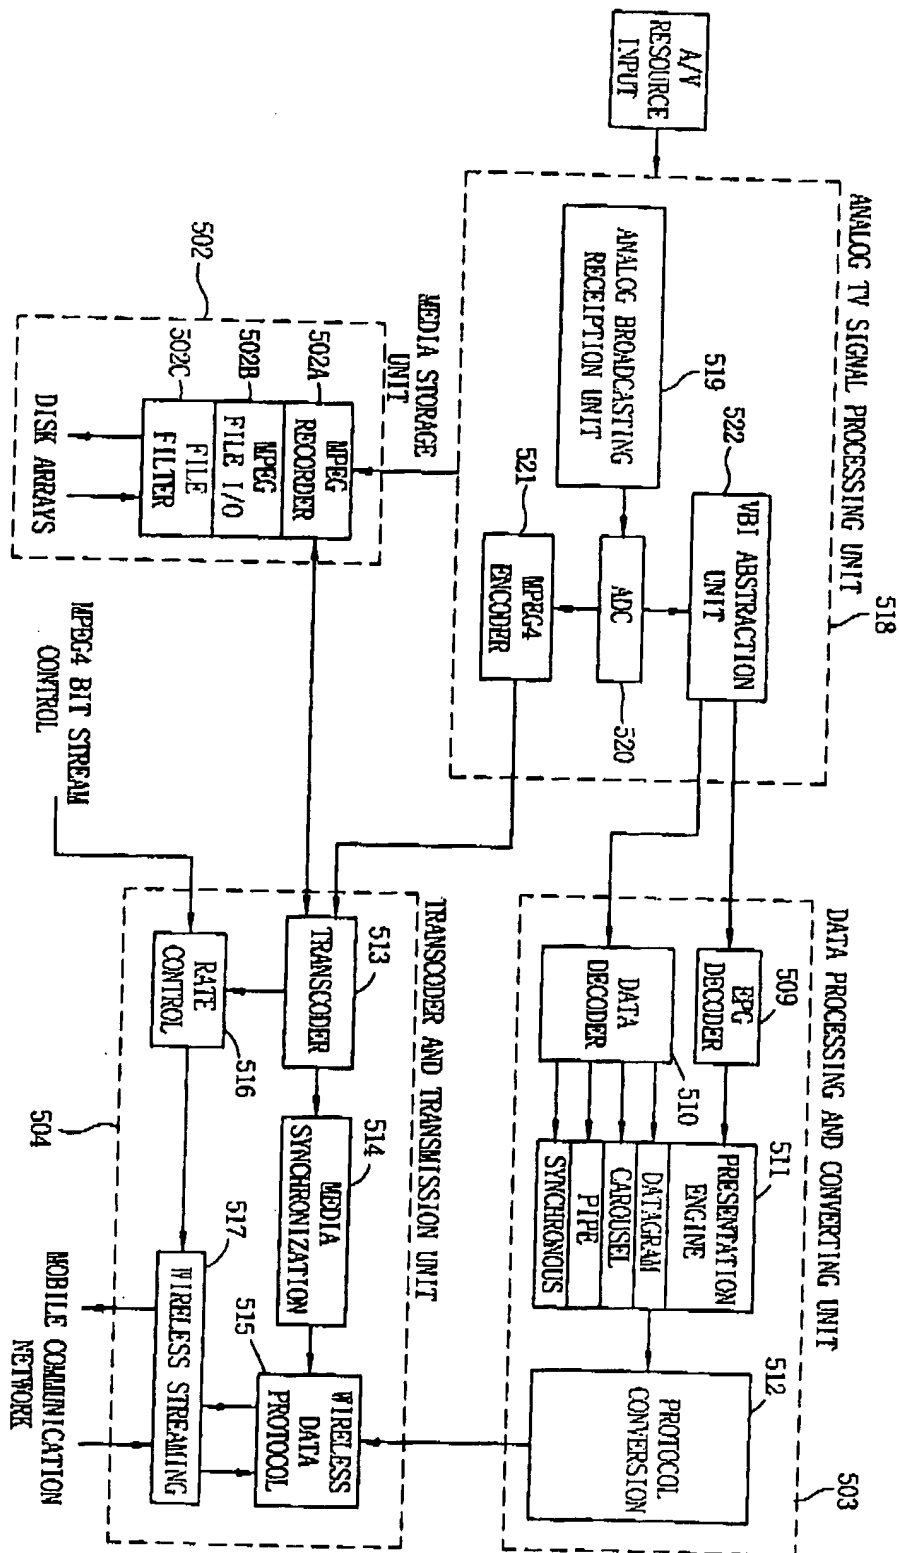 A/V
RESOURCE
INPUT
ANALOG TV SIGNAL PROCESSING UNIT
518
ANALOG BROADCASTING
RECEIPTION UNIT
519
522
VBI ABSTRACTION
UNIT
ADC
520
521
MPEG4
ENCODER
DATA PROCESSING AND CONVERTING UNIT
503
509
EPG
DECODER
DATA
DECODER
510
511
PRESENTATION
ENGINE
DATAGRAM
CAROUSEL
PIPE
SYNCHRONOUS
512
PROTOCOL
CONVERSION
MEDIA STORAGE
UNIT
502
502A
502B
502C
MPEG
RECORDER
MPEG
FILE I/O
FILE
FILTER
DISK ARRAYS
MPEG4 BIT STREAM
CONTROL
TRANSCODER AND TRANSMISSION UNIT
504
513
TRANSCODER
514
MEDIA
SYNCHRONIZATION
515
WIRELESS
DATA
PROTOCOL
RATE
CONTROL
516
517
WIRELESS STREAMING
MOBILE COMMUNICATION
NETWORK